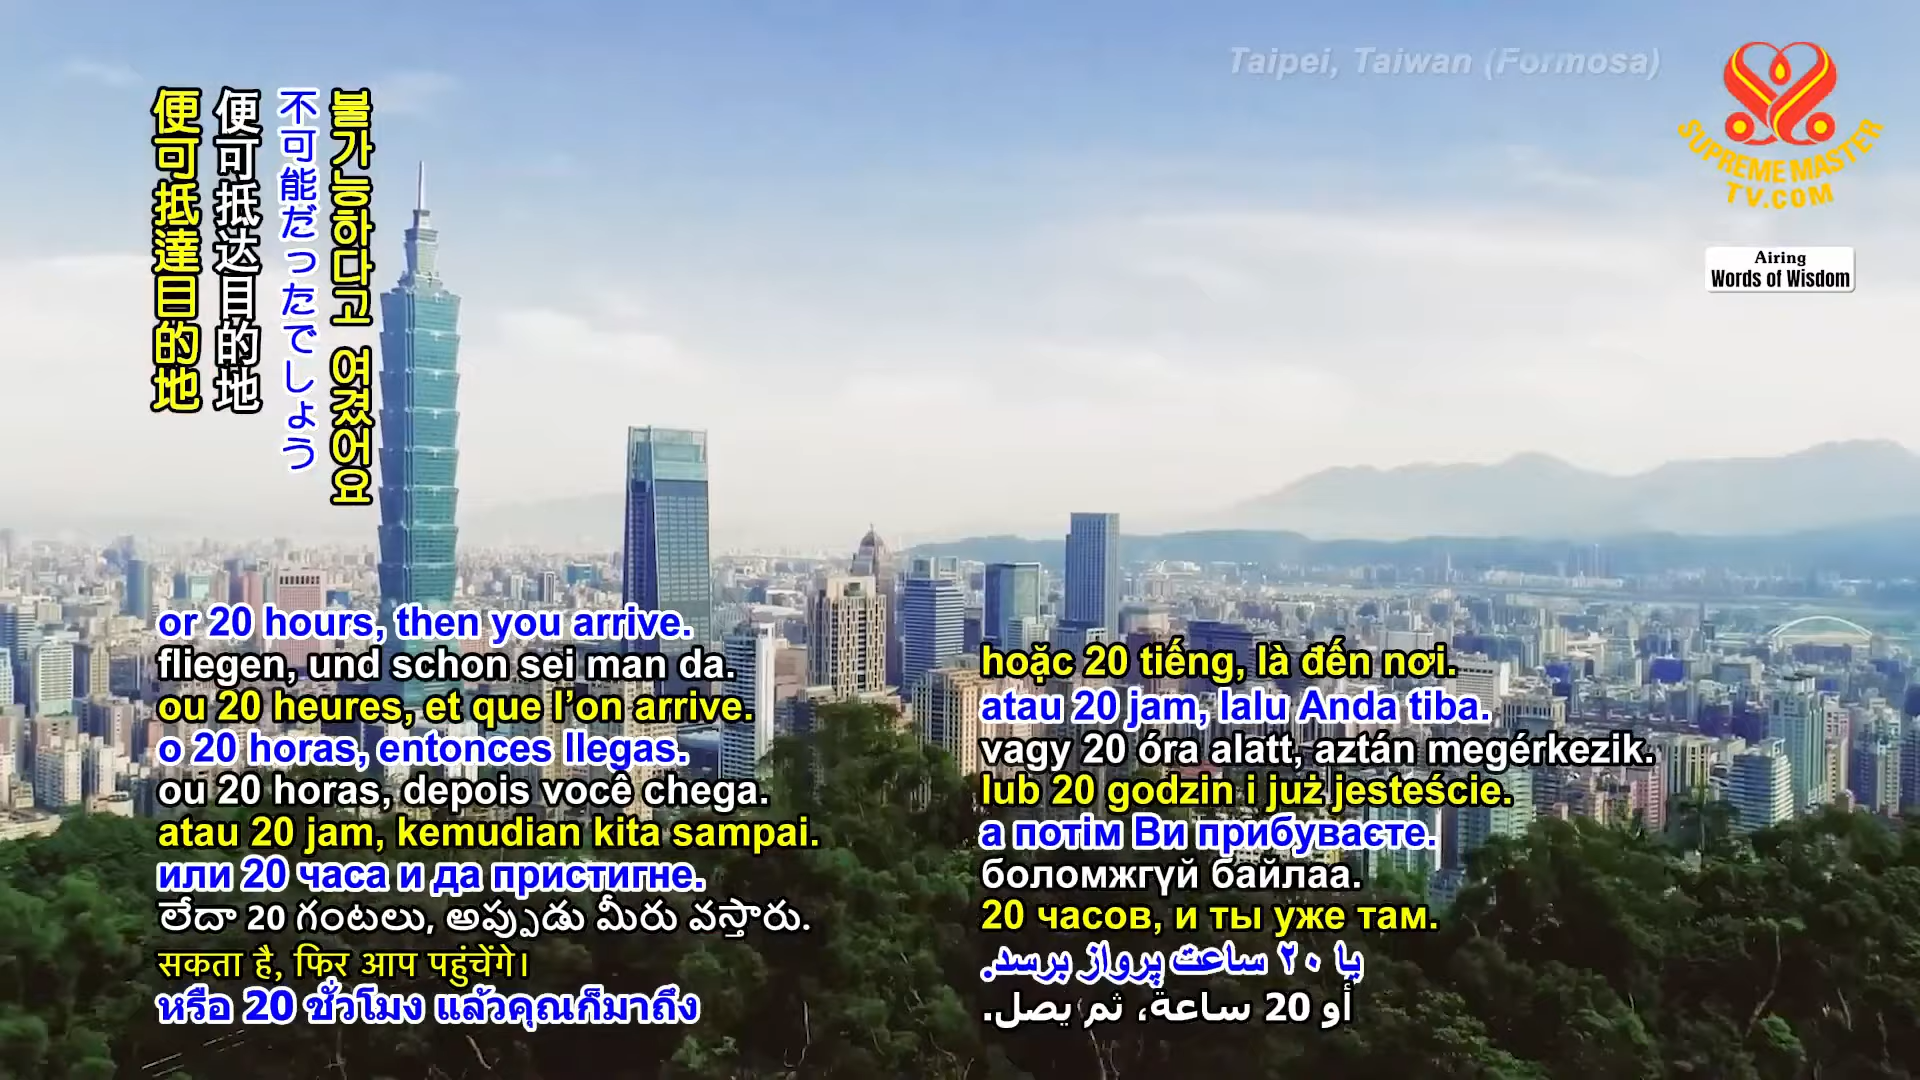 Taipei, Taiwan (Formosa)
SUPREME MASTER
TV.COM
Airing
Words of Wisdom
便可抵達目的地
便可抵达目的地
不可能だったでしょう
불가능하다고 여겼어요
or 20 hours, then you arrive.
fliegen, und schon sei man da.
ou 20 heures, et que l’on arrive.
o 20 horas, entonces llegas.
ou 20 horas, depois você chega.
atau 20 jam, kemudian kita sampai.
или 20 часа и да пристигне.
లేదా 20 గంటలు, అప్పుడు మీరు వస్తారు.
सकता है, फिर आप पहुंचेंगे।
หรือ 20 ชั่วโมง แล้วคุณก็มาถึง
hoặc 20 tiếng, là đến nơi.
atau 20 jam, lalu Anda tiba.
vagy 20 óra alatt, aztán megérkezik.
lub 20 godzin i już jesteście.
а потім Ви прибуваєте.
боломжгүй байлаа.
20 часов, и ты уже там.
یا ۲۰ ساعت پرواز برسد.
أو 20 ساعة، ثم يصل.